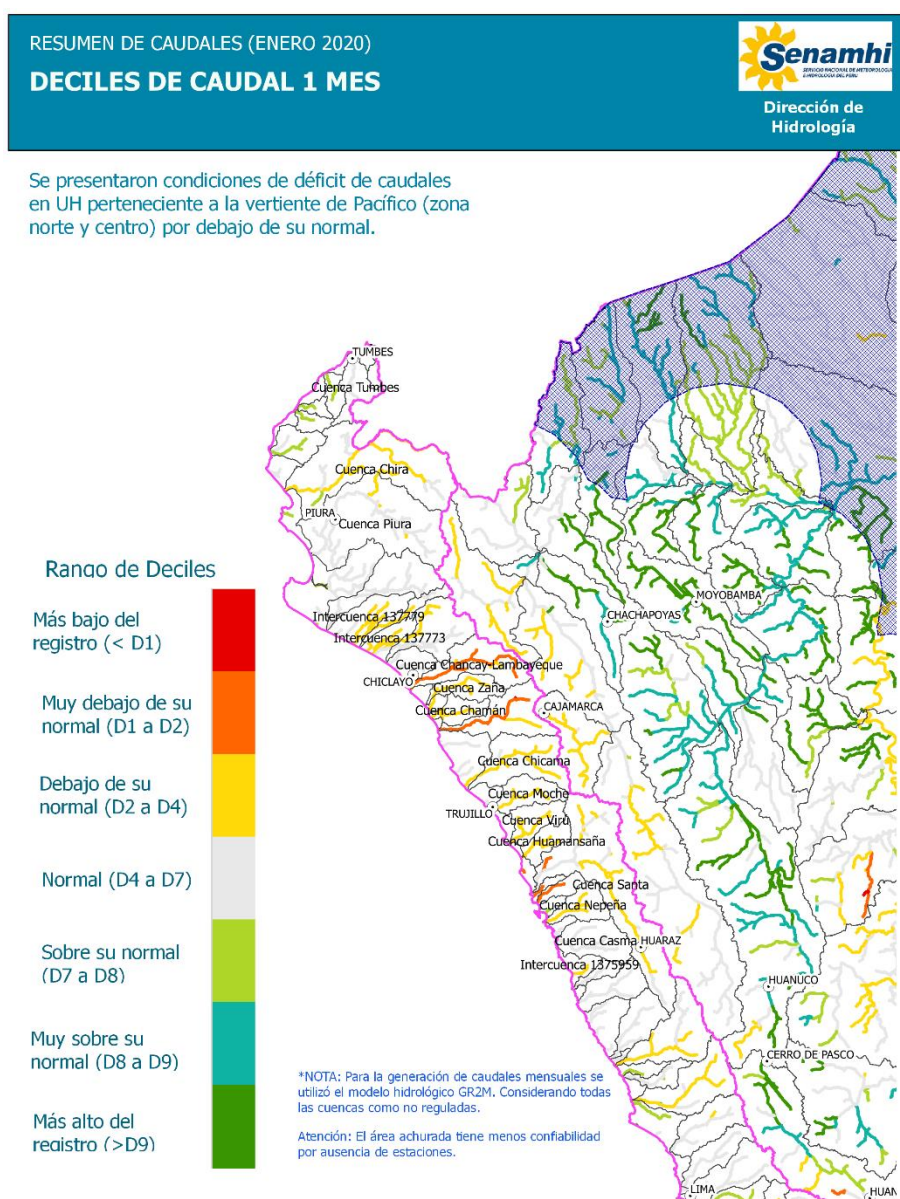 RESUMEN DE CAUDALES (ENERO 2020)
DECILES DE CAUDAL 1 MES
Senamhi
SERVICIO NACIONAL DE METEOROLOGÍA
E HIDROLOGÍA DEL PERÚ
Dirección de
Hidrología
Se presentaron condiciones de déficit de caudales
en UH perteneciente a la vertiente de Pacífico (zona
norte y centro) por debajo de su normal.
TUMBES
Cuenca Tumbes
Cuenca Chira
PIURA
Cuenca Piura
Intercuenca 137779
Intercuenca 137773
Cuenca Chancay-Lambayeque
CHICLAYO
Cuenca Zaña
Cuenca Chamán
CAJAMARCA
CHACHAPOYAS
MOYOBAMBA
Cuenca Chicama
Cuenca Moche
TRUJILLO
Cuenca Virú
Cuenca Huamansaña
Cuenca Santa
Cuenca Nepeña
Cuenca Casma
HUARAZ
Intercuenca 1375959
HUANUCO
CERRO DE PASCO
LIMA
HUAN
Rango de Deciles
Más bajo del
registro (< D1)
Muy debajo de su
normal (D1 a D2)
Debajo de su
normal (D2 a D4)
Normal (D4 a D7)
Sobre su normal
(D7 a D8)
Muy sobre su
normal (D8 a D9)
Más alto del
registro (>D9)
*NOTA: Para la generación de caudales mensuales se
utilizó el modelo hidrológico GR2M. Considerando todas
las cuencas como no reguladas.
Atención: El área achurada tiene menos confiabilidad
por ausencia de estaciones.